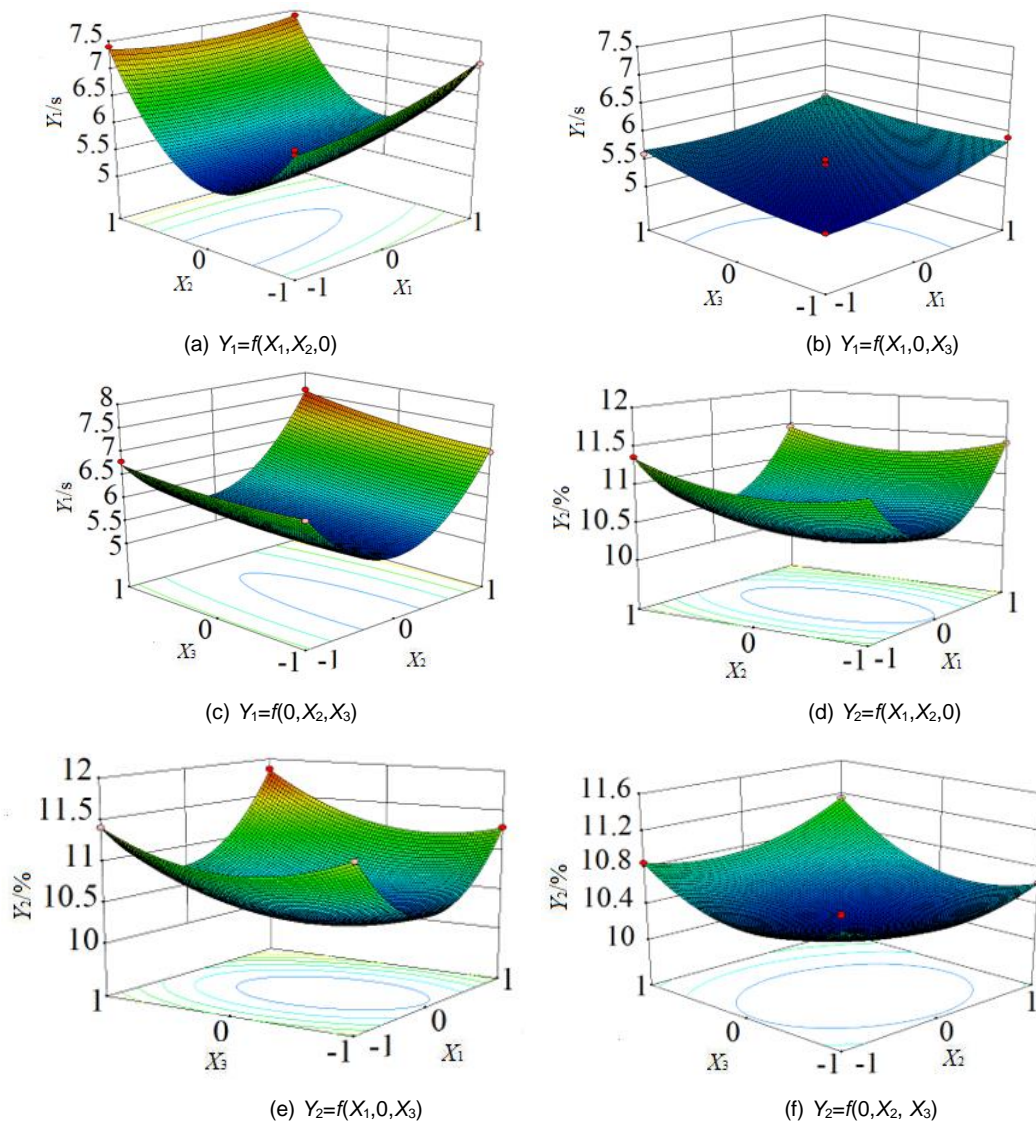 7.5
7
6.5
6
5.5
5
Y₁/s
1
0
-1
X₂
-1
0
1
X₁
(a) Y₁=f(X₁,X₂,0)
7.5
7
6.5
6
5.5
5
Y₁/s
1
0
-1
X₃
-1
0
1
X₁
(b) Y₁=f(X₁,0,X₃)
8
7.5
7
6.5
6
5.5
5
Y₁/s
1
0
-1
X₃
-1
0
1
X₂
(c) Y₁=f(0,X₂,X₃)
12
11.5
11
10.5
10
Y₂/%
1
0
-1
X₂
-1
0
1
X₁
(d) Y₂=f(X₁,X₂,0)
12
11.5
11
10.5
10
Y₂/%
1
0
-1
X₃
-1
0
1
X₁
(e) Y₂=f(X₁,0,X₃)
11.6
11.2
10.8
10.4
10
Y₂/%
1
0
-1
X₃
-1
0
1
X₂
(f) Y₂=f(0,X₂, X₃)